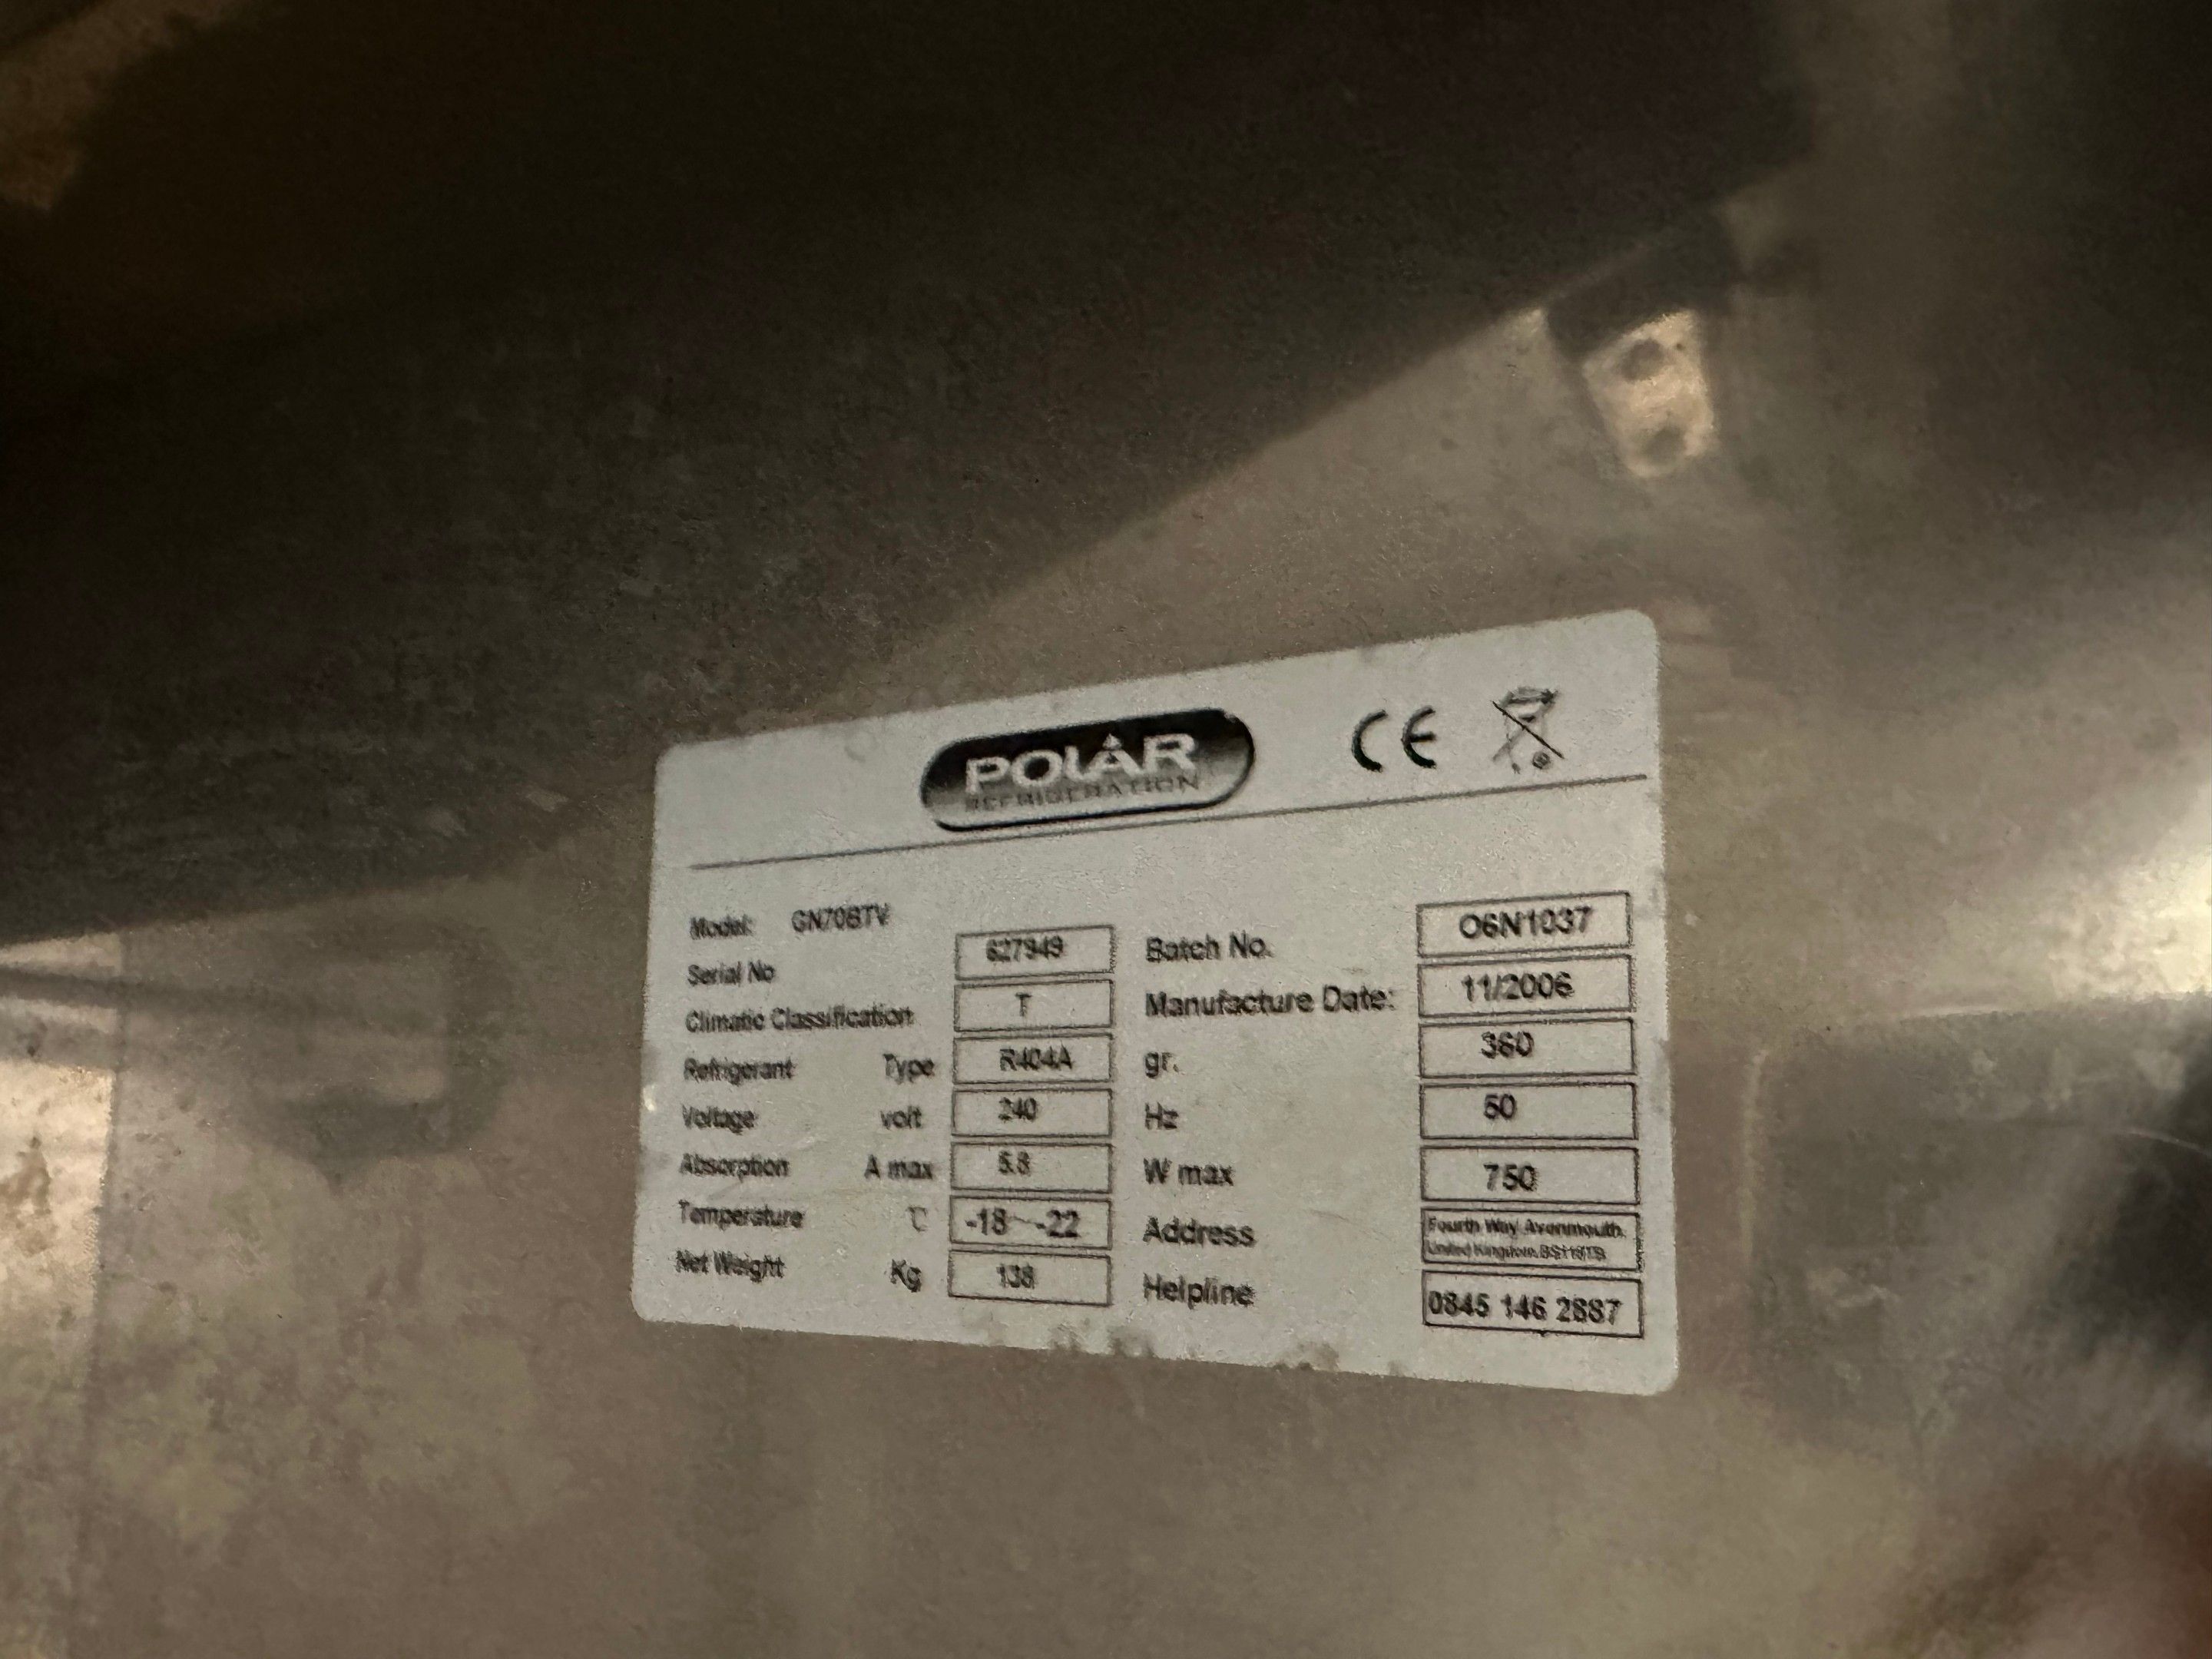 POLAR
REFRIGERATION
CE
Model: GN70BTV
Serial No 627949
Climatic Classification T
Refrigerant Type R404A
Voltage volt 240
Absorption A max 5.8
Temperature ℃ -18~-22
Net Weight Kg 138
Batch No. O6N1037
Manufacture Date: 11/2006
gr. 360
Hz 50
W max 750
Address Fourth Way, Avonmouth,
United Kingdom,
Helpline 0845 146 2887